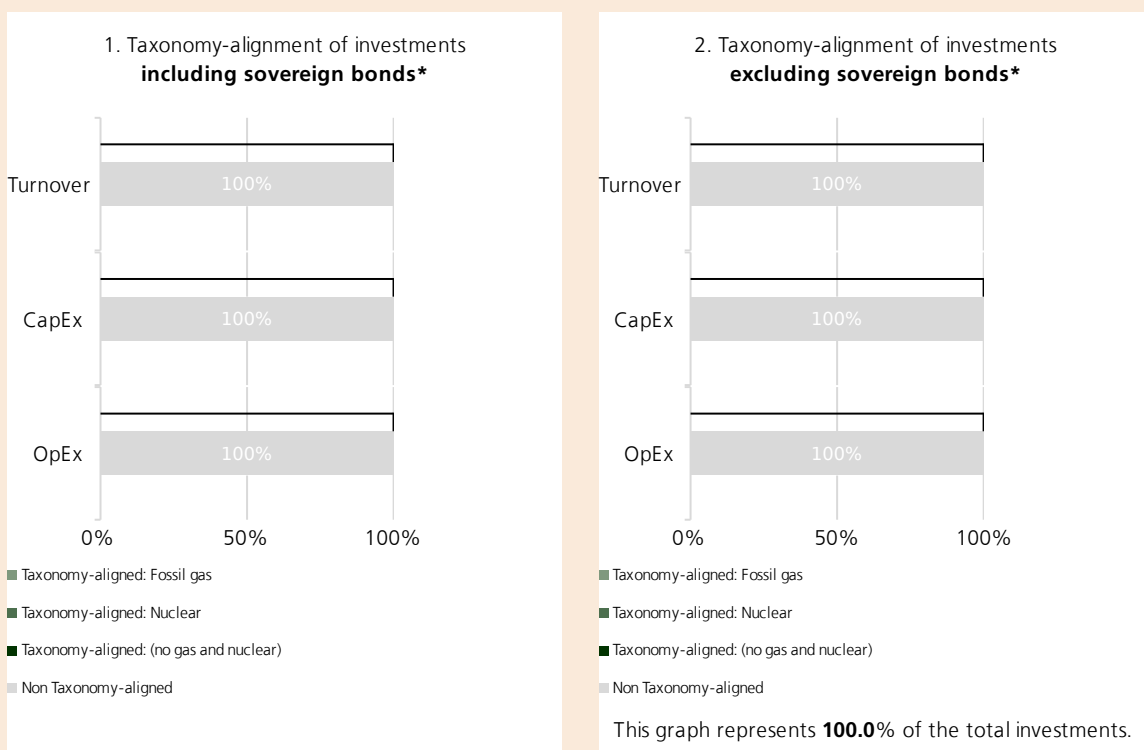 1. Taxonomy-alignment of investments
including sovereign bonds*
Turnover
100%
CapEx
100%
OpEx
100%
0% 50% 100%
Taxonomy-aligned: Fossil gas
Taxonomy-aligned: Nuclear
Taxonomy-aligned: (no gas and nuclear)
Non Taxonomy-aligned
2. Taxonomy-alignment of investments
excluding sovereign bonds*
Turnover
100%
CapEx
100%
OpEx
100%
0% 50% 100%
Taxonomy-aligned: Fossil gas
Taxonomy-aligned: Nuclear
Taxonomy-aligned: (no gas and nuclear)
Non Taxonomy-aligned
This graph represents 100.0% of the total investments.